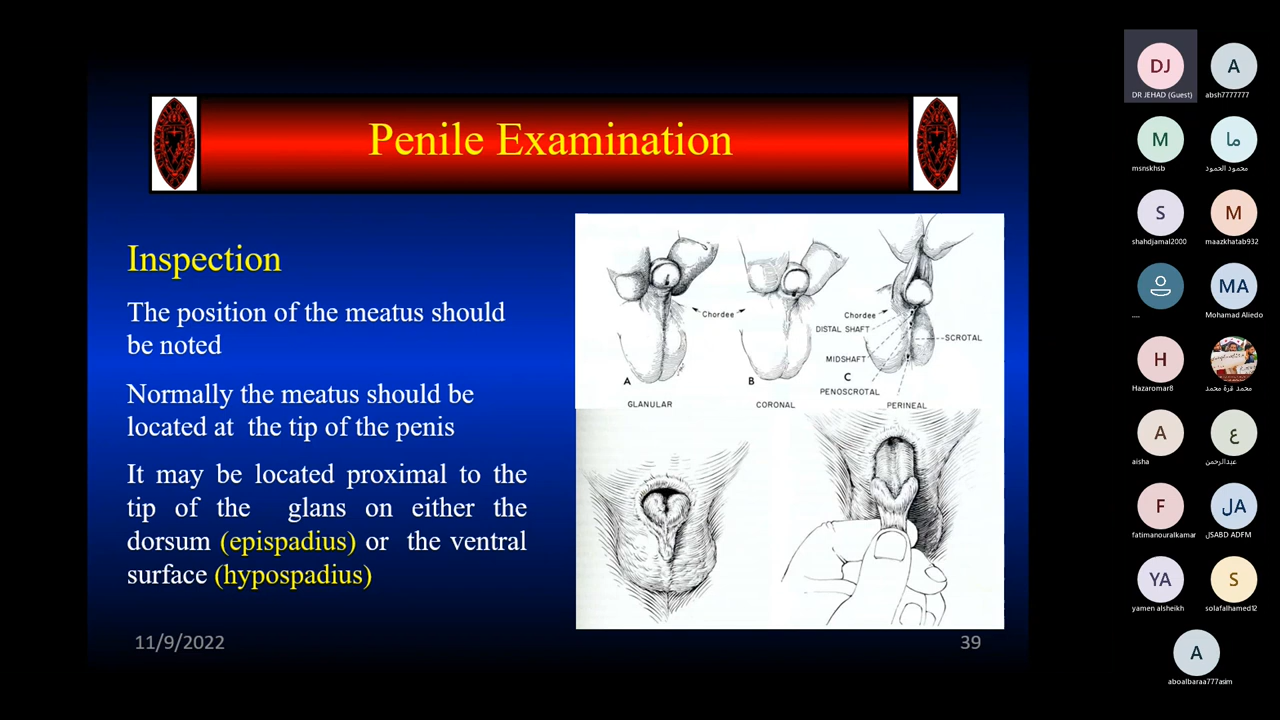 Penile Examination
Inspection
The position of the meatus should
be noted
Normally the meatus should be
located at the tip of the penis
It may be located proximal to the
tip of the glans on either the
dorsum (epispadius) or the ventral
surface (hypospadius)
11/9/2022
39
Chordee
Chordee
DISTAL SHAFT
SCROTAL
MIDSHAFT
PENOSCROTAL
PERINEAL
A
B
C
GLANULAR
CORONAL
DJ
DR JEHAD (Guest)
A
absh7777777
M
msnskhsb
ما
محمود الحمود
S
shahdjamal2000
M
maazkhatab932
....
MA
Mohamad Aliedo
H
Hazaromar8
محمد قرة محمد
A
aisha
ع
عبدالرحمن
F
fatimanouralkamar
JL
YA
yamen alsheikh
S
solafalhamed12
A
aboalbaraa777asim